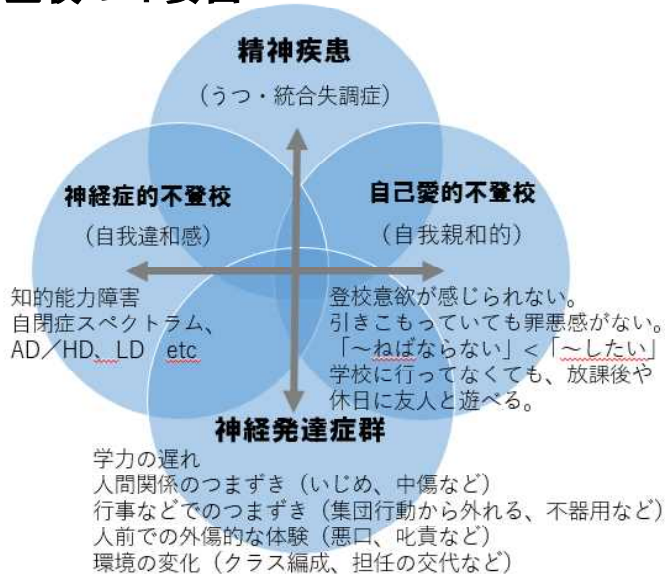 精神疾患
（うつ・統合失調症）
神経症的不登校
（自我違和感）
自己愛的不登校
（自我親和的）
知的能力障害
自閉症スペクトラム、
AD／HD、LD　etc
登校意欲が感じられない。
引きこもっていても罪悪感がない。
「～ねばならない」＜「～したい」
学校に行ってなくても、放課後や
休日に友人と遊べる。
神経発達症群
学力の遅れ
人間関係のつまずき（いじめ、中傷など）
行事などでのつまずき（集団行動から外れる、不器用など）
人前での外傷的な体験（悪口、叱責など）
環境の変化（クラス編成、担任の交代など）